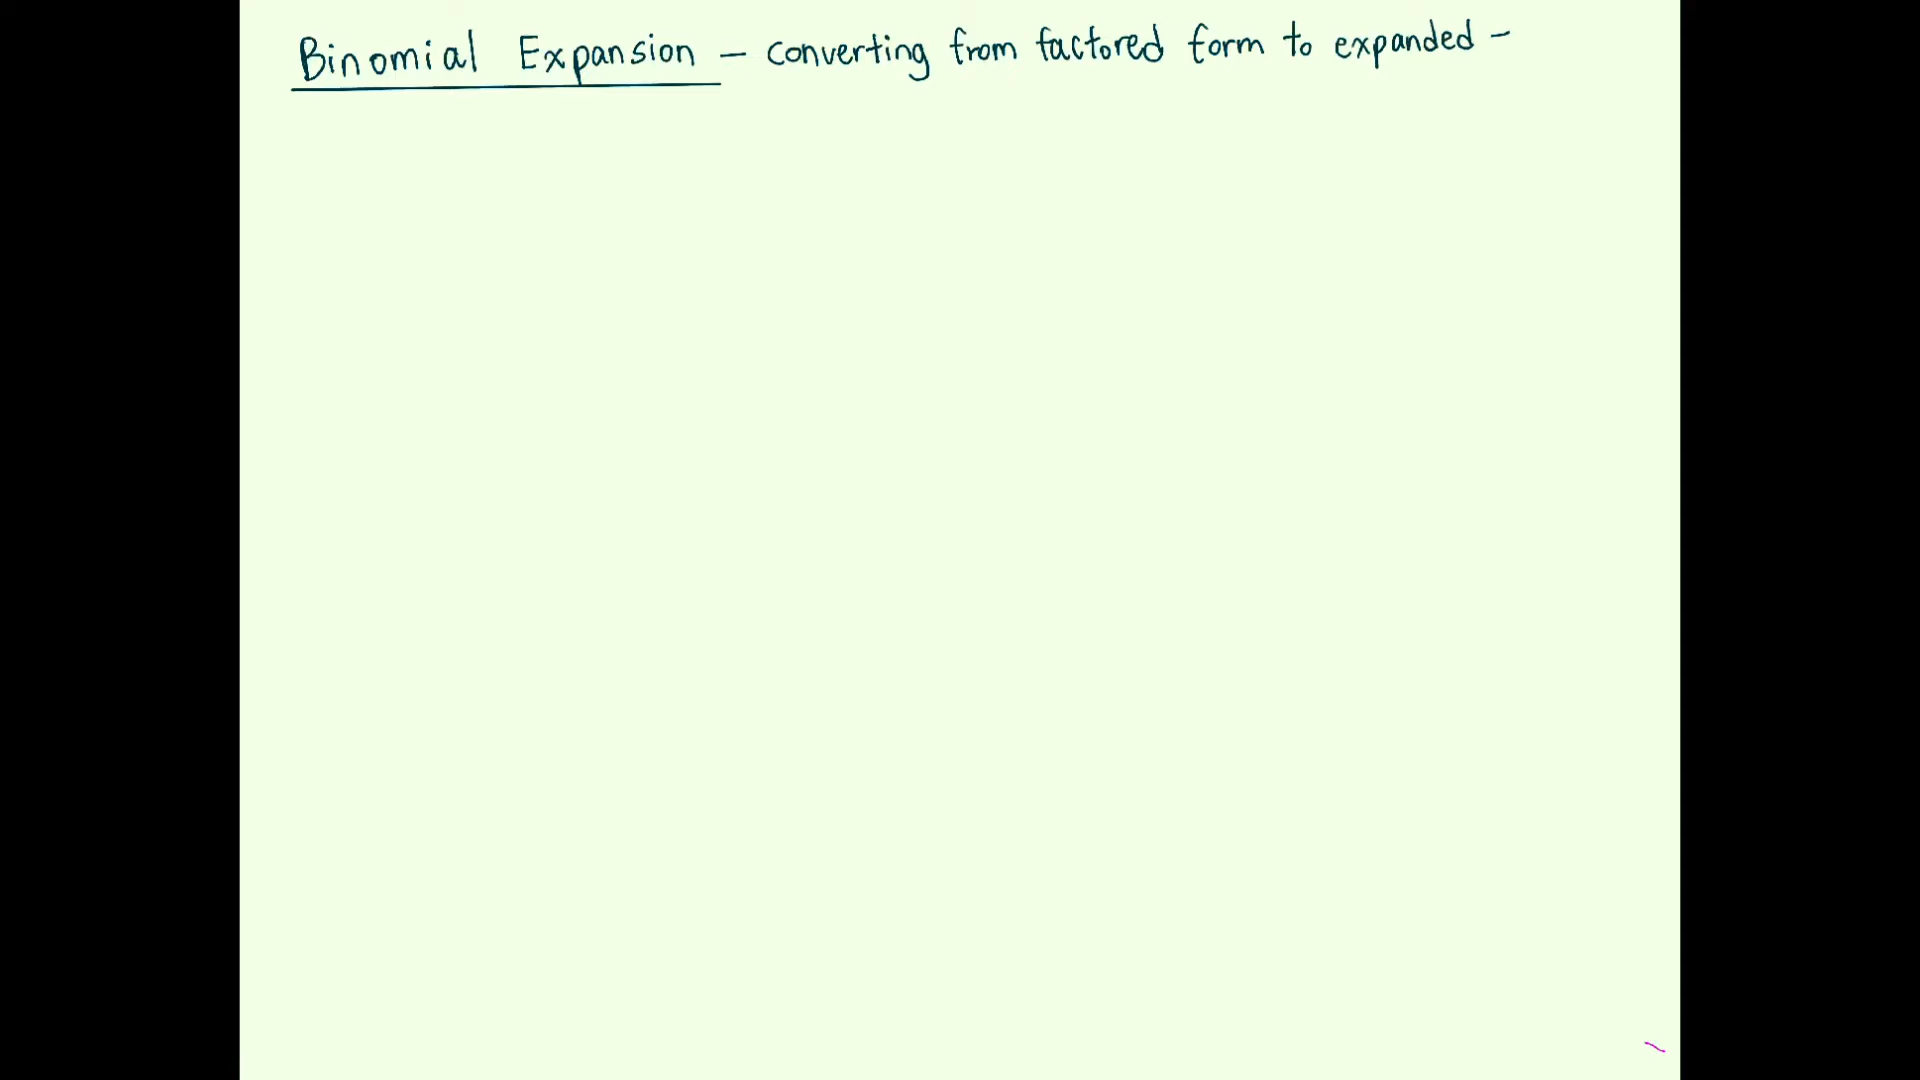 Binomial Expansion - converting from factored form to expanded -